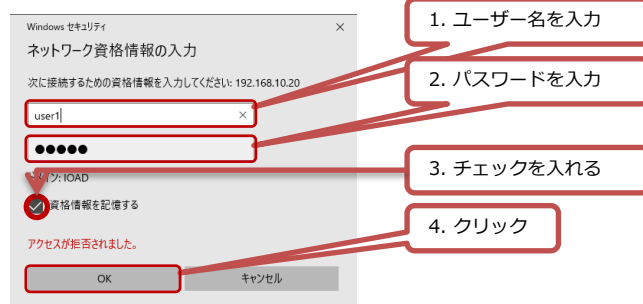 Windows セキュリティ
ネットワーク資格情報の入力
次に接続するための資格情報を入力してください: 192.168.10.20
user1
●●●●●
イン: IOAD
資格情報を記憶する
アクセスが拒否されました。
OK
キャンセル
1. ユーザー名を入力
2. パスワードを入力
3. チェックを入れる
4. クリック